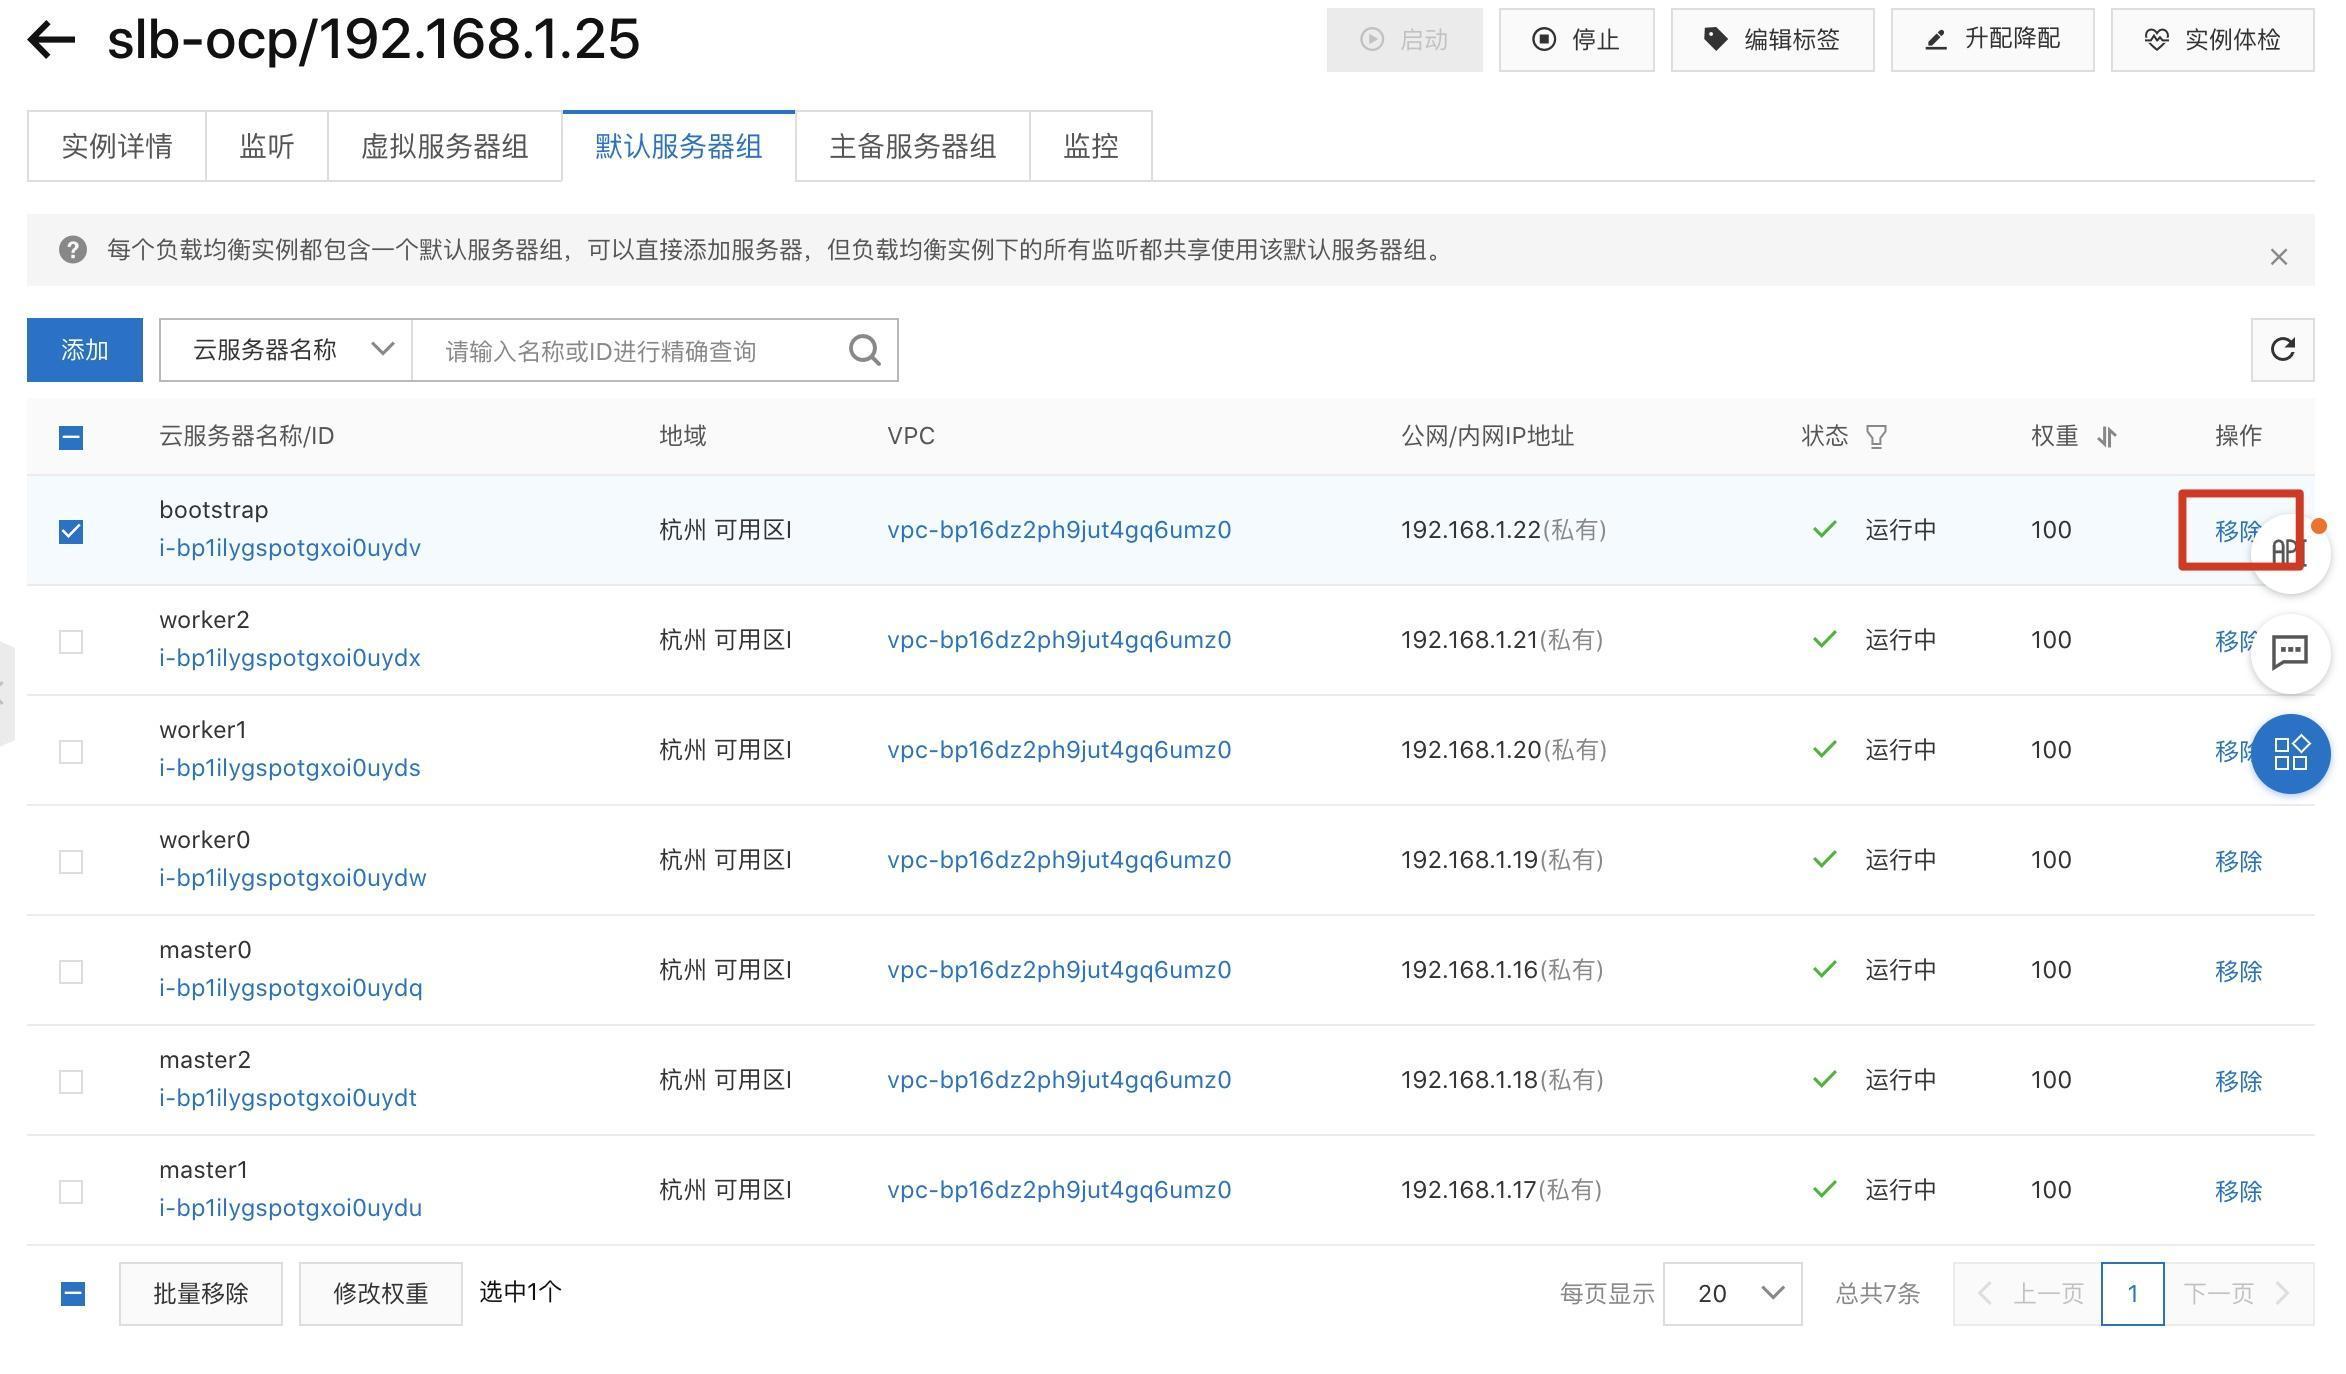 slb-ocp/192.168.1.25
启动 停止 编辑标签 升配降配 实例体检
实例详情 监听 虚拟服务器组 默认服务器组 主备服务器组 监控
每个负载均衡实例都包含一个默认服务器组，可以直接添加服务器，但负载均衡实例下的所有监听都共享使用该默认服务器组。
添加 云服务器名称 请输入名称或ID进行精确查询
云服务器名称/ID 地域 VPC 公网/内网IP地址 状态 权重 操作
bootstrap
i-bp1ilygspotgxoi0uydv 杭州 可用区I vpc-bp16dz2ph9jut4gq6umz0 192.168.1.22(私有) 运行中 100 移除
API
worker2
i-bp1ilygspotgxoi0uydx 杭州 可用区I vpc-bp16dz2ph9jut4gq6umz0 192.168.1.21(私有) 运行中 100 移除
worker1
i-bp1ilygspotgxoi0uyds 杭州 可用区I vpc-bp16dz2ph9jut4gq6umz0 192.168.1.20(私有) 运行中 100 移除
worker0
i-bp1ilygspotgxoi0uydw 杭州 可用区I vpc-bp16dz2ph9jut4gq6umz0 192.168.1.19(私有) 运行中 100 移除
master0
i-bp1ilygspotgxoi0uydq 杭州 可用区I vpc-bp16dz2ph9jut4gq6umz0 192.168.1.16(私有) 运行中 100 移除
master2
i-bp1ilygspotgxoi0uydt 杭州 可用区I vpc-bp16dz2ph9jut4gq6umz0 192.168.1.18(私有) 运行中 100 移除
master1
i-bp1ilygspotgxoi0uydu 杭州 可用区I vpc-bp16dz2ph9jut4gq6umz0 192.168.1.17(私有) 运行中 100 移除
批量移除 修改权重 选中1个 每页显示 20 总共7条 上一页 1 下一页